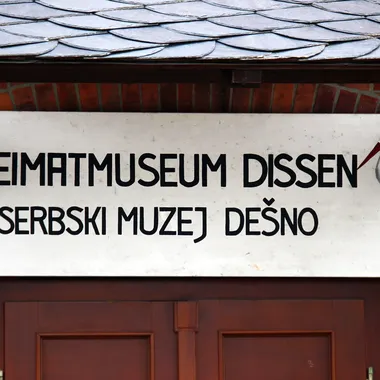 EIMATMUSEUM DISSEN
SERBSKI MUZEJ DEŠNO